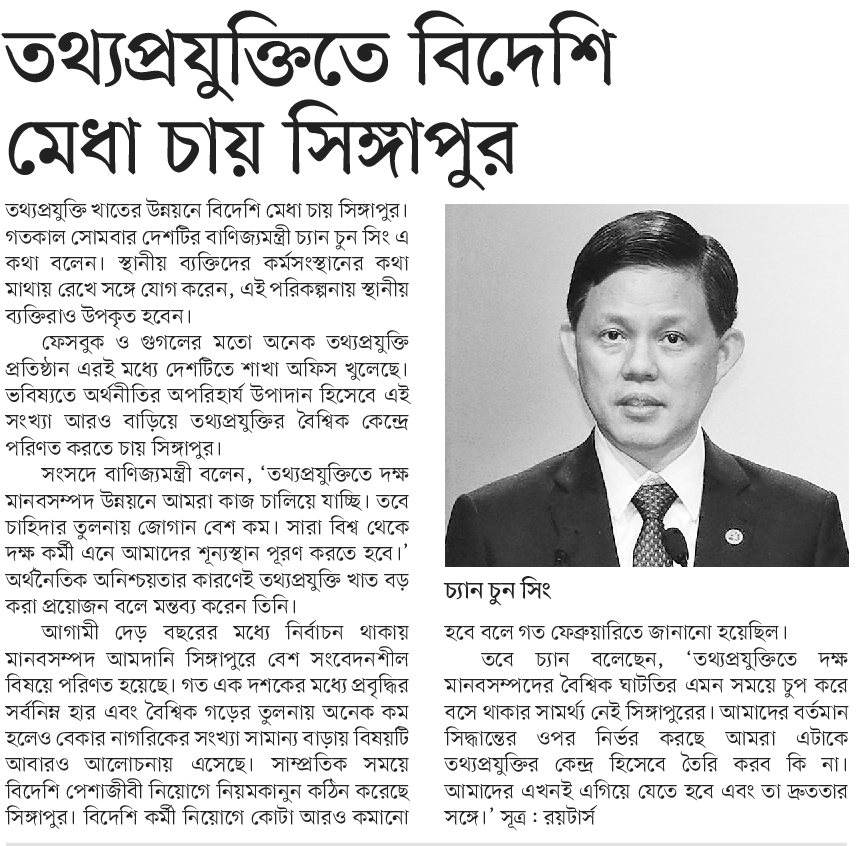 তথ্যপ্রযুক্তিতে বিদেশি
মেধা চায় সিঙ্গাপুর
তথ্যপ্রযুক্তি খাতের উন্নয়নে বিদেশি মেধা চায় সিঙ্গাপুর।
গতকাল সোমবার দেশটির বাণিজ্যমন্ত্রী চ্যান চুন সিং এ
কথা বলেন। স্থানীয় ব্যক্তিদের কর্মসংস্থানের কথা
মাথায় রেখে সঙ্গে যোগ করেন, এই পরিকল্পনায় স্থানীয়
ব্যক্তিরাও উপকৃত হবেন।
ফেসবুক ও গুগলের মতো অনেক তথ্যপ্রযুক্তি
প্রতিষ্ঠান এরই মধ্যে দেশটিতে শাখা অফিস খুলেছে।
ভবিষ্যতে অর্থনীতির অপরিহার্য উপাদান হিসেবে এই
সংখ্যা আরও বাড়িয়ে তথ্যপ্রযুক্তির বৈশ্বিক কেন্দ্রে
পরিণত করতে চায় সিঙ্গাপুর।
সংসদে বাণিজ্যমন্ত্রী বলেন, ‘তথ্যপ্রযুক্তিতে দক্ষ
মানবসম্পদ উন্নয়নে আমরা কাজ চালিয়ে যাচ্ছি। তবে
চাহিদার তুলনায় জোগান বেশ কম। সারা বিশ্ব থেকে
দক্ষ কর্মী এনে আমাদের শূন্যস্থান পূরণ করতে হবে।’
অর্থনৈতিক অনিশ্চয়তার কারণেই তথ্যপ্রযুক্তি খাত বড়
করা প্রয়োজন বলে মন্তব্য করেন তিনি।
আগামী দেড় বছরের মধ্যে নির্বাচন থাকায়
মানবসম্পদ আমদানি সিঙ্গাপুরে বেশ সংবেদনশীল
বিষয়ে পরিণত হয়েছে। গত এক দশকের মধ্যে প্রবৃদ্ধির
সর্বনিম্ন হার এবং বৈশ্বিক গড়ের তুলনায় অনেক কম
হলেও বেকার নাগরিকের সংখ্যা সামান্য বাড়ায় বিষয়টি
আবারও আলোচনায় এসেছে। সাম্প্রতিক সময়ে
বিদেশি পেশাজীবী নিয়োগে নিয়মকানুন কঠিন করেছে
সিঙ্গাপুর। বিদেশি কর্মী নিয়োগে কোটা আরও কমানো
চ্যান চুন সিং
হবে বলে গত ফেব্রুয়ারিতে জানানো হয়েছিল।
তবে চ্যান বলেছেন, ‘তথ্যপ্রযুক্তিতে দক্ষ
মানবসম্পদের বৈশ্বিক ঘাটতির এমন সময়ে চুপ করে
বসে থাকার সামর্থ্য নেই সিঙ্গাপুরের। আমাদের বর্তমান
সিদ্ধান্তের ওপর নির্ভর করছে আমরা এটাকে
তথ্যপ্রযুক্তির কেন্দ্র হিসেবে তৈরি করব কি না।
আমাদের এখনই এগিয়ে যেতে হবে এবং তা দ্রুততার
সঙ্গে।’ সূত্র : রয়টার্স